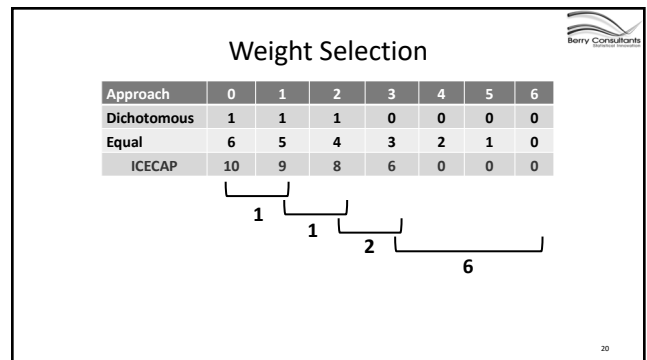 Berry Consultants
Statistical Innovation
Weight Selection
Approach 0 1 2 3 4 5 6
Dichotomous 1 1 1 0 0 0 0
Equal 6 5 4 3 2 1 0
ICECAP 10 9 8 6 0 0 0
1
1
2
6
20